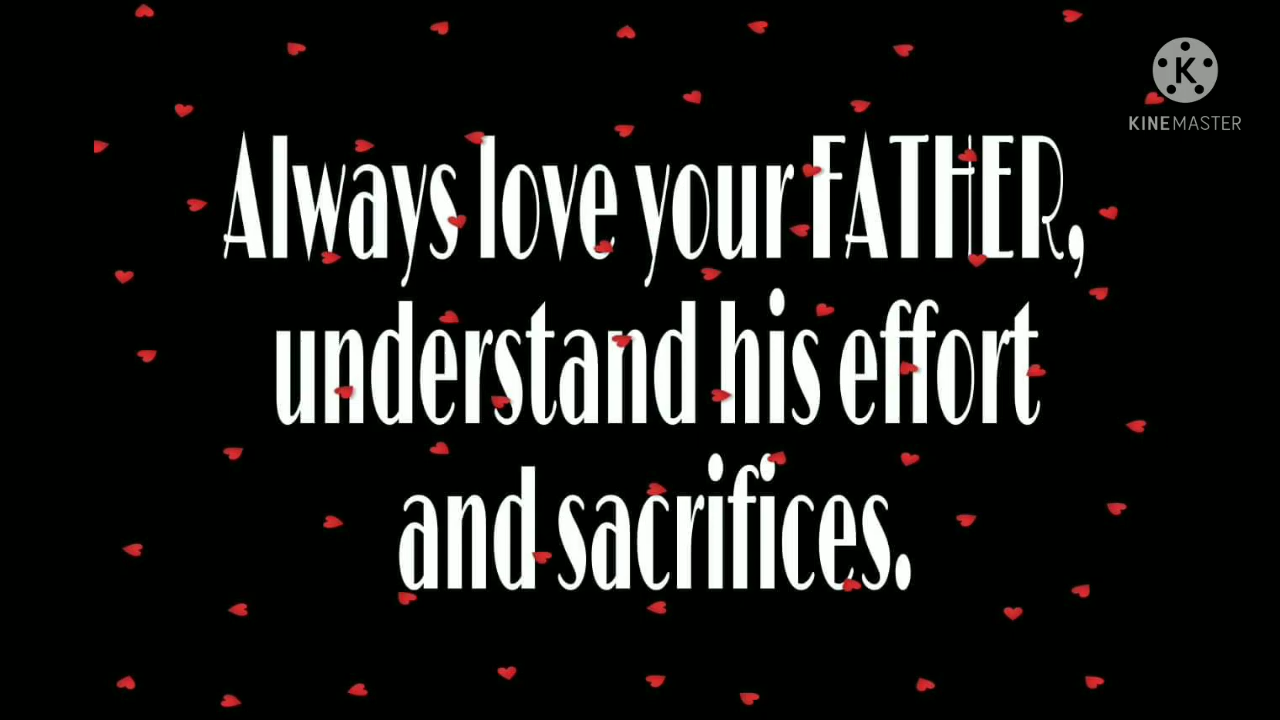 K
KINEMASTER
Always love your FATHER,
understand his effort
and sacrifices.